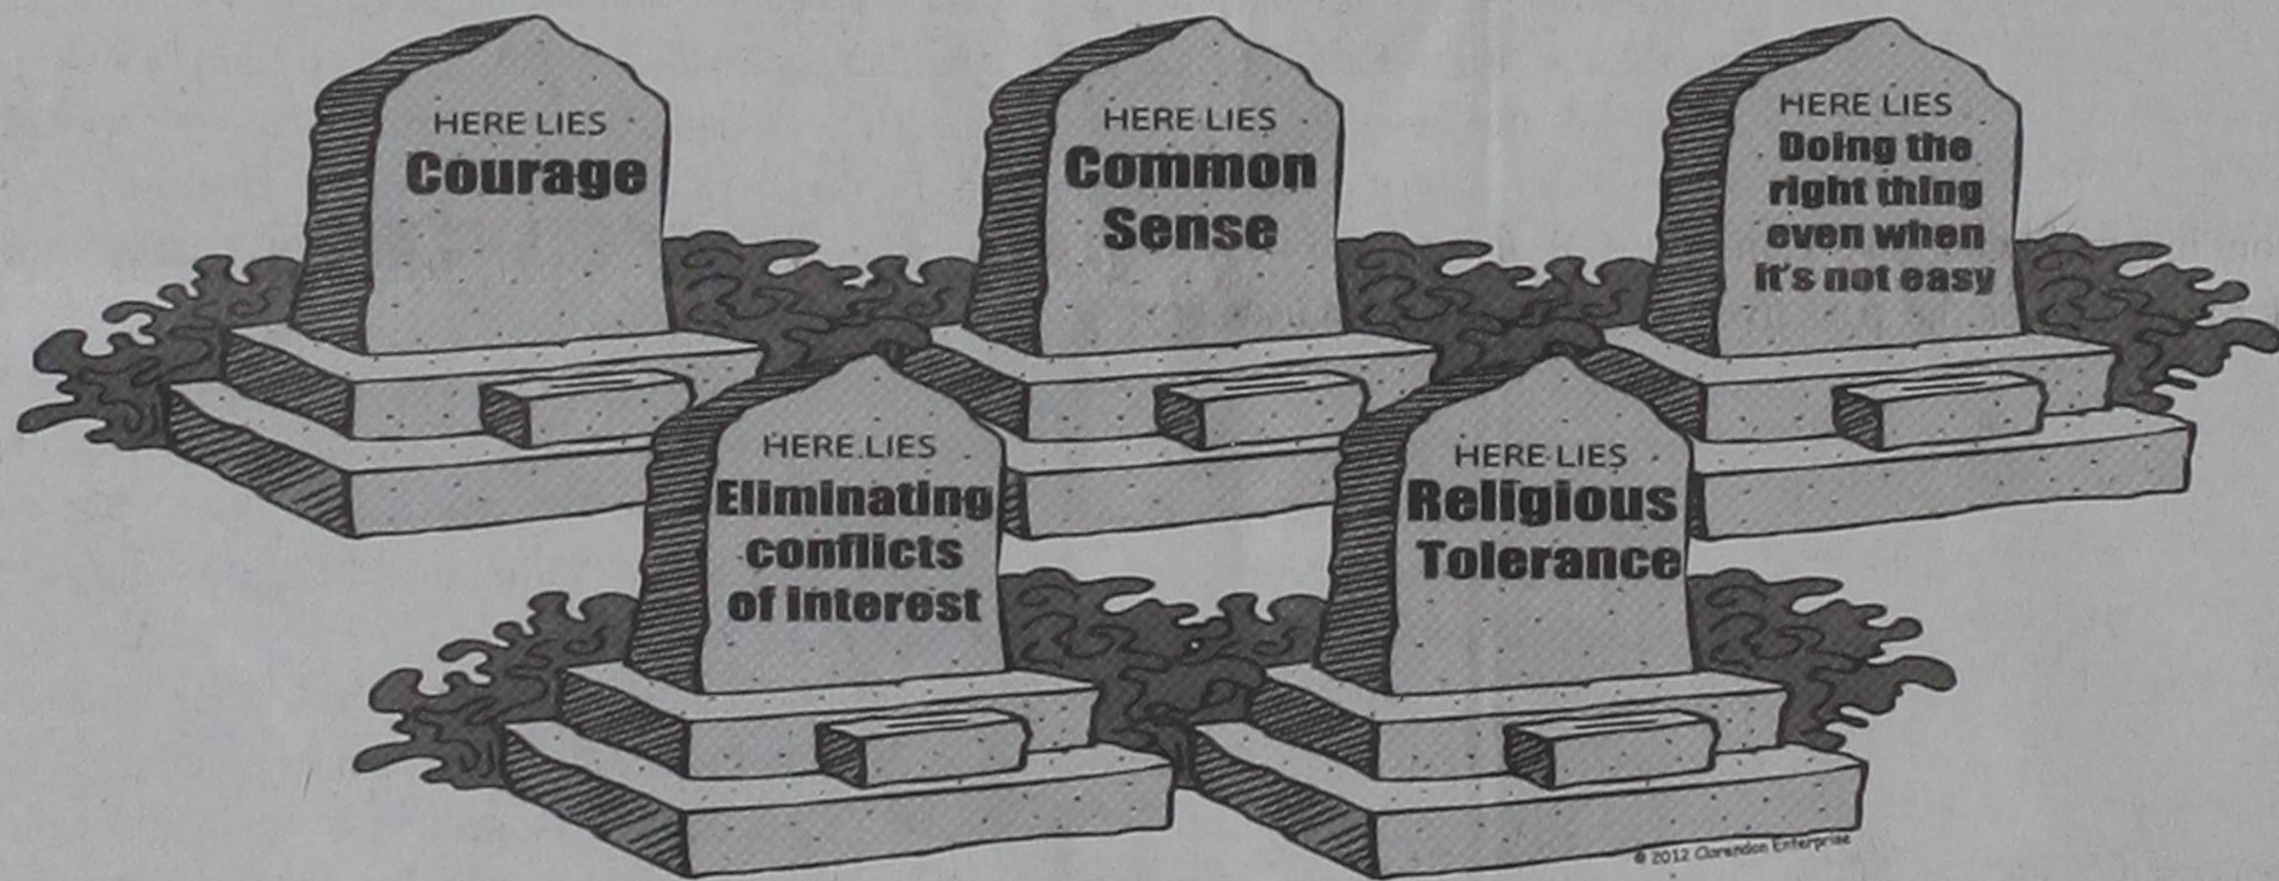 HERE LIES
Courage
HERE LIES
Common
Sense
HERE LIES
Doing the
right thing
even when
it's not easy
HERE LIES
Eliminating
conflicts
of interest
HERE LIES
Religious
Tolerance
© 2012 Clarendon Enterprise